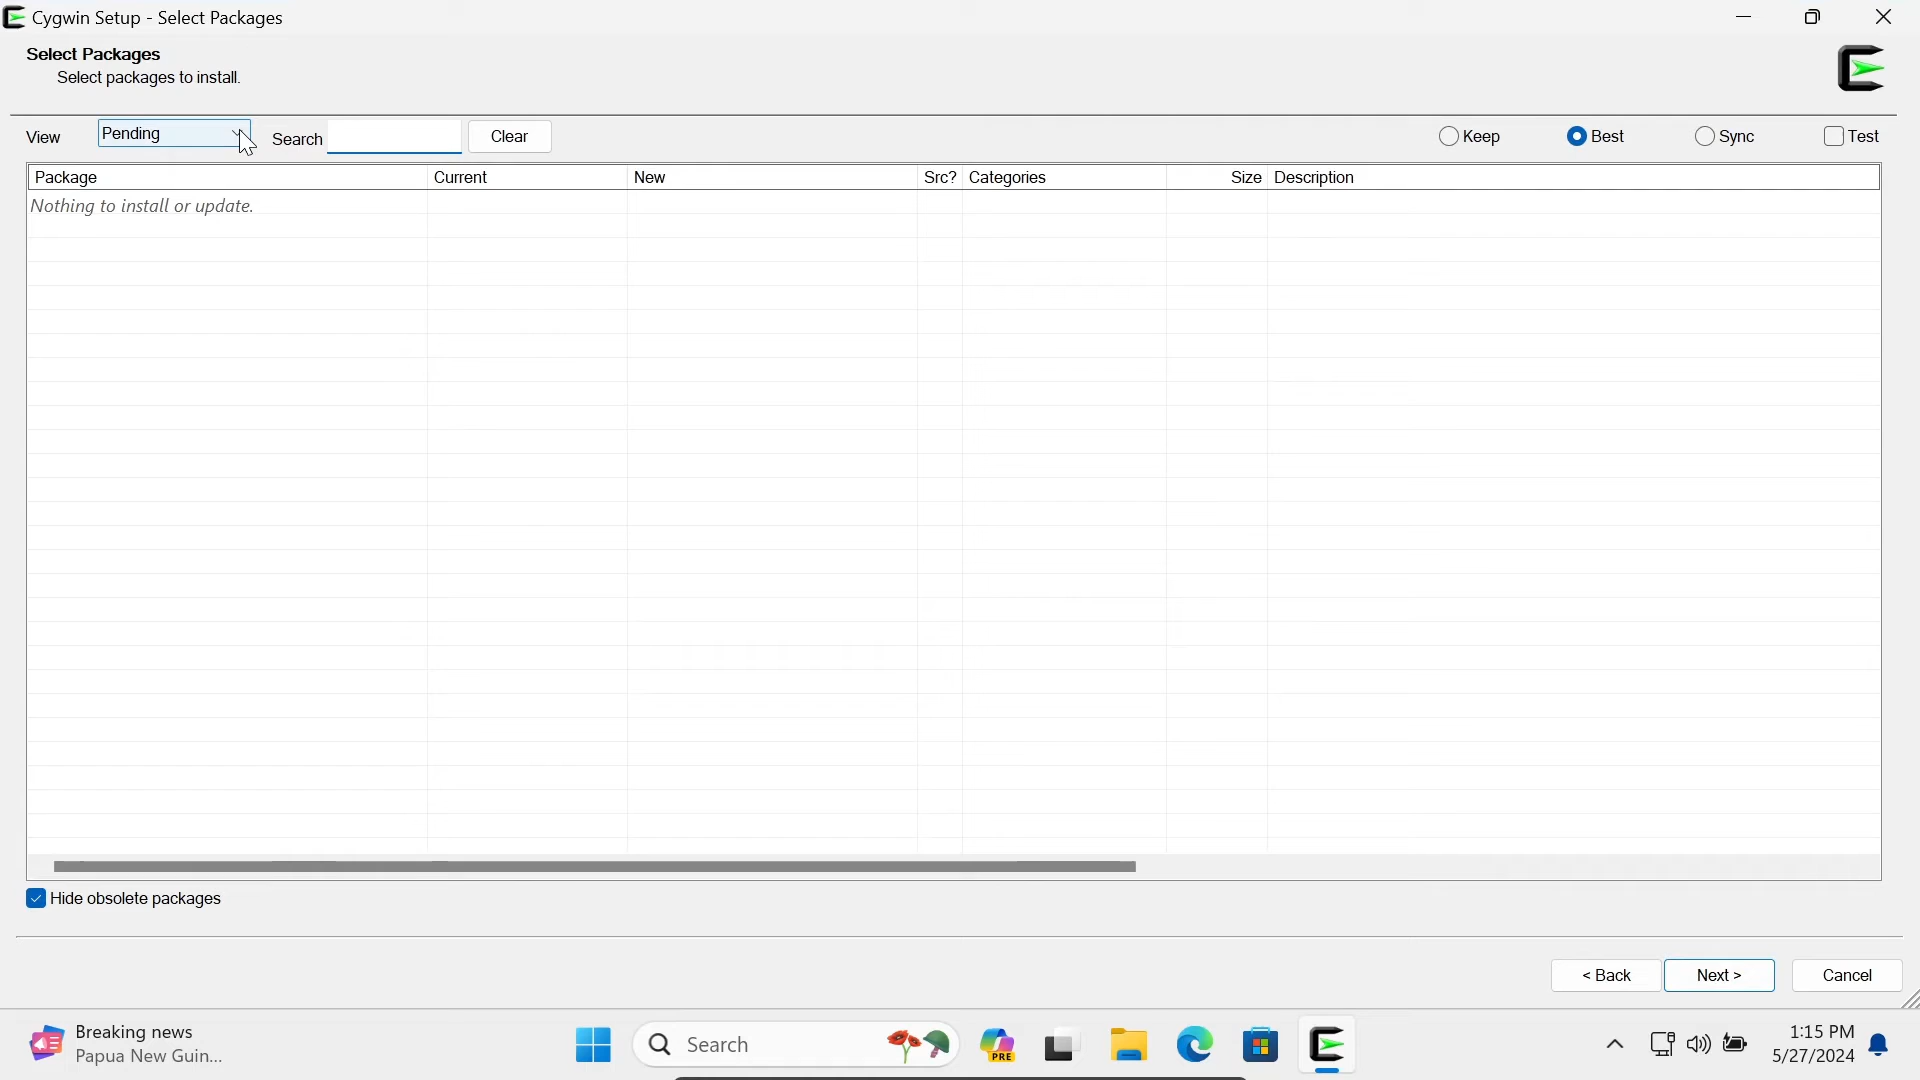 Cygwin Setup - Select Packages
Select Packages
Select packages to install.
View
Pending
Search
Clear
Keep
Best
Sync
Test
Package
Current
New
Src?
Categories
Size
Description
Nothing to install or update.
Hide obsolete packages
< Back
Next >
Cancel
Breaking news
Papua New Guin...
Search
PRE
1:15 PM
5/27/2024